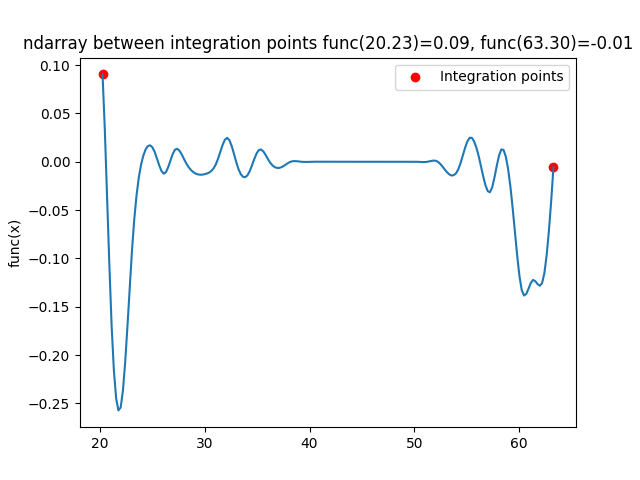 ndarray between integration points func(20.23)=0.09, func(63.30)=-0.01
Integration points
func(x)
0.10
0.05
0.00
−0.05
−0.10
−0.15
−0.20
−0.25
20 30 40 50 60